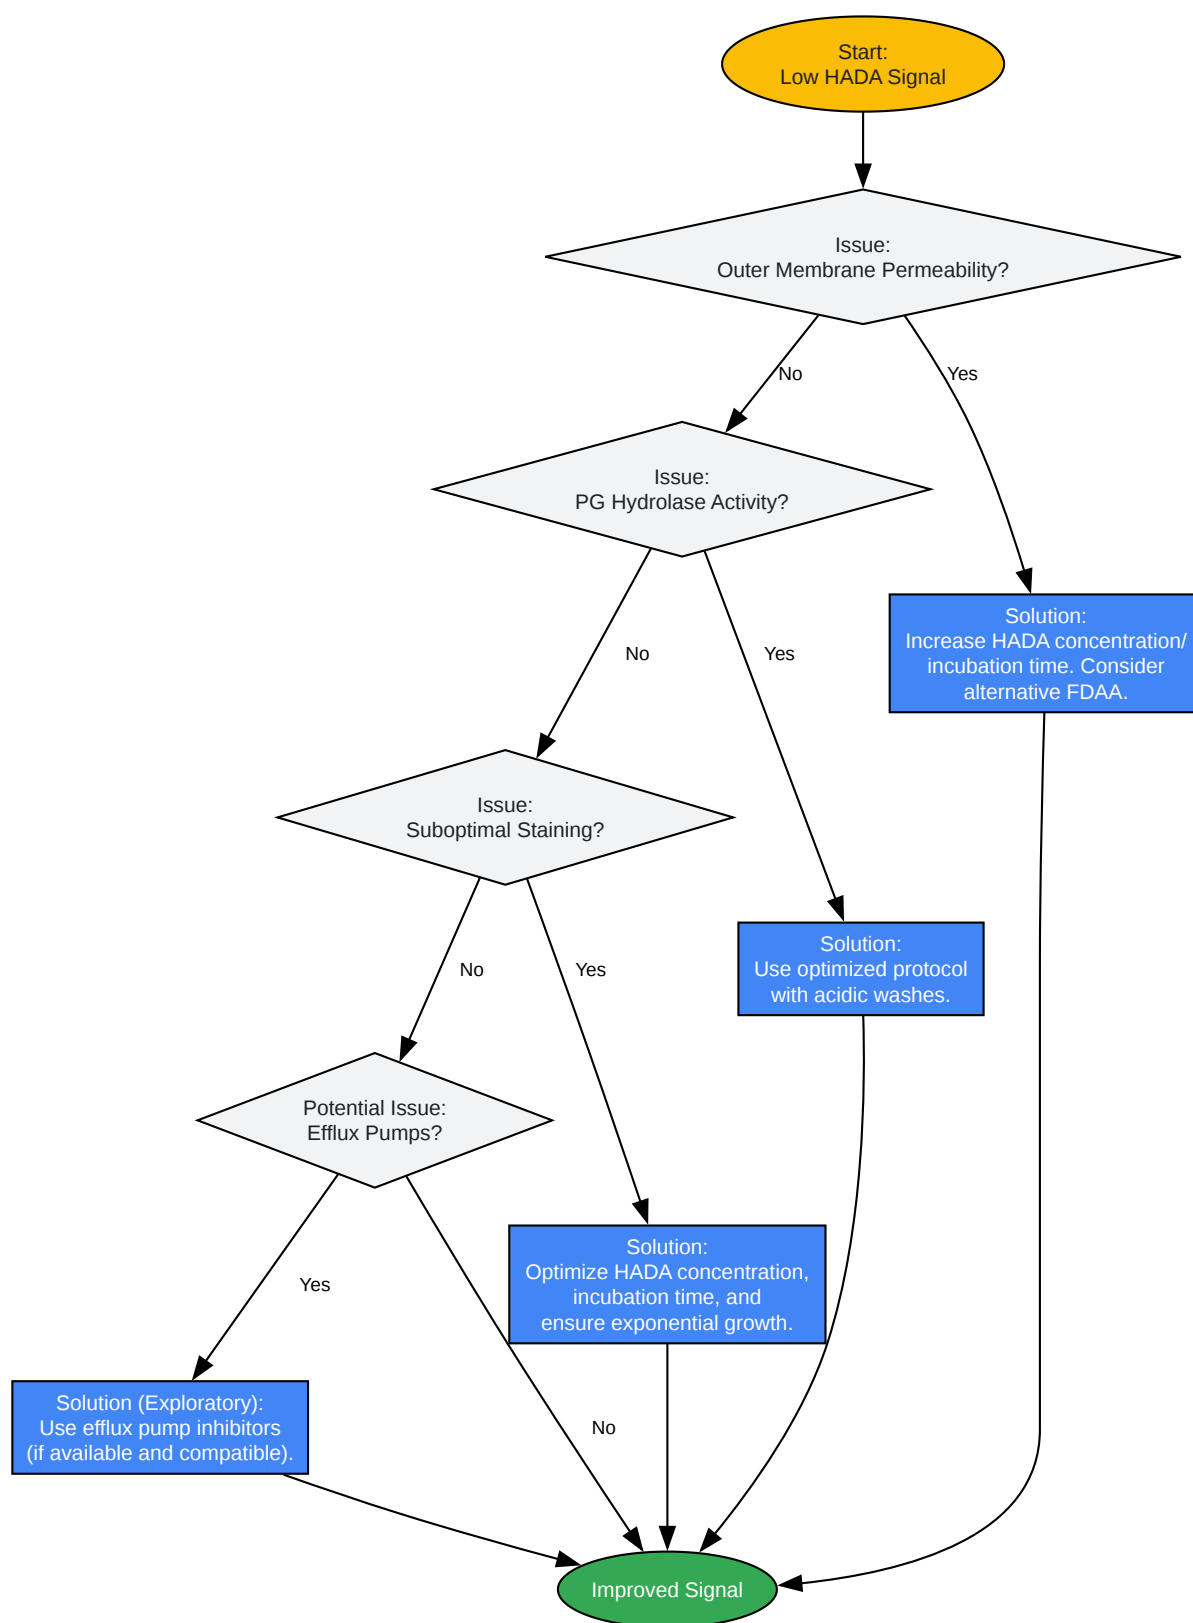 Start:
Low HADA Signal
Issue:
Outer Membrane Permeability?
No
Yes
Issue:
PG Hydrolase Activity?
Solution:
Increase HADA concentration/
incubation time. Consider
alternative FDAA.
No
Yes
Issue:
Suboptimal Staining?
Solution:
Use optimized protocol
with acidic washes.
No
Yes
Potential Issue:
Efflux Pumps?
Solution:
Optimize HADA concentration,
incubation time, and
ensure exponential growth.
Yes
Solution (Exploratory):
Use efflux pump inhibitors
(if available and compatible).
No
Improved Signal